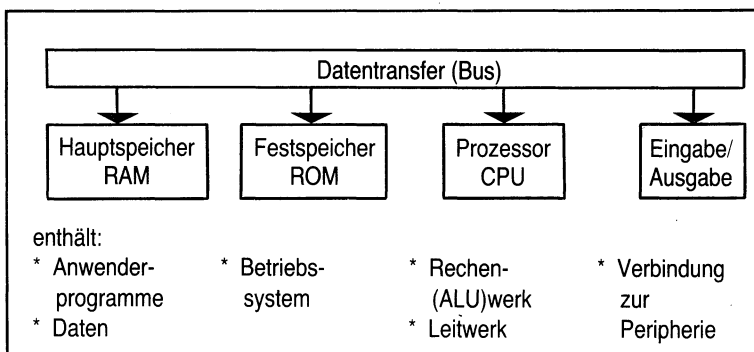 Datentransfer (Bus)
Hauptspeicher
RAM
Festspeicher
ROM
Prozessor
CPU
Eingabe/
Ausgabe
enthält:
* Anwender-
programme
* Daten
* Betriebs-
system
* Rechen-
(ALU)werk
* Leitwerk
* Verbindung
zur
Peripherie